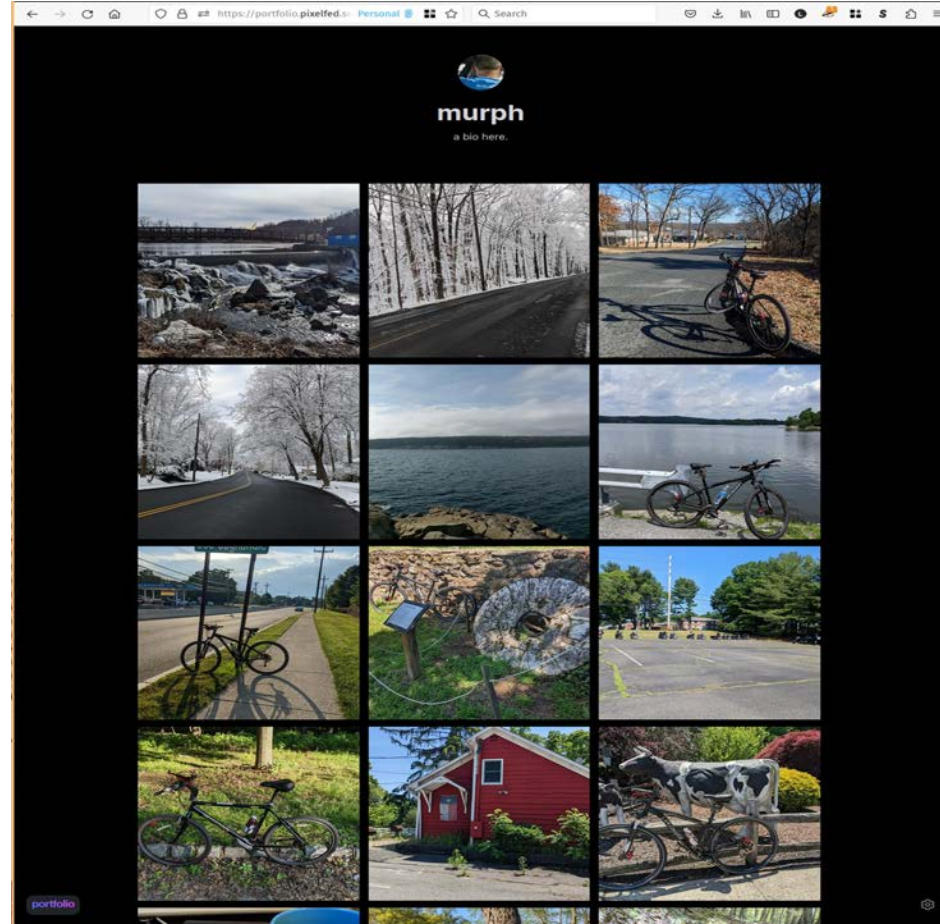 https://portfolio.pixelfed.s
Personal
Search
murph
a bio here.
portfolio